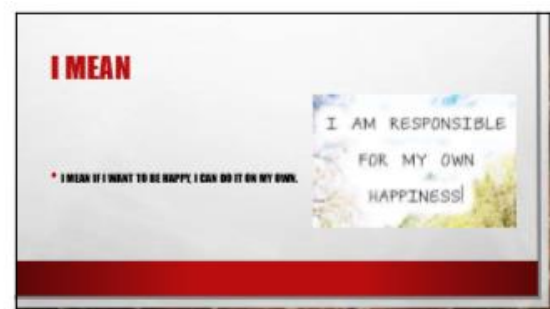 I MEAN
• I MEAN IF I WANT TO BE HAPPY, I CAN DO IT ON MY OWN.
I AM RESPONSIBLE
FOR MY OWN
HAPPINESS!